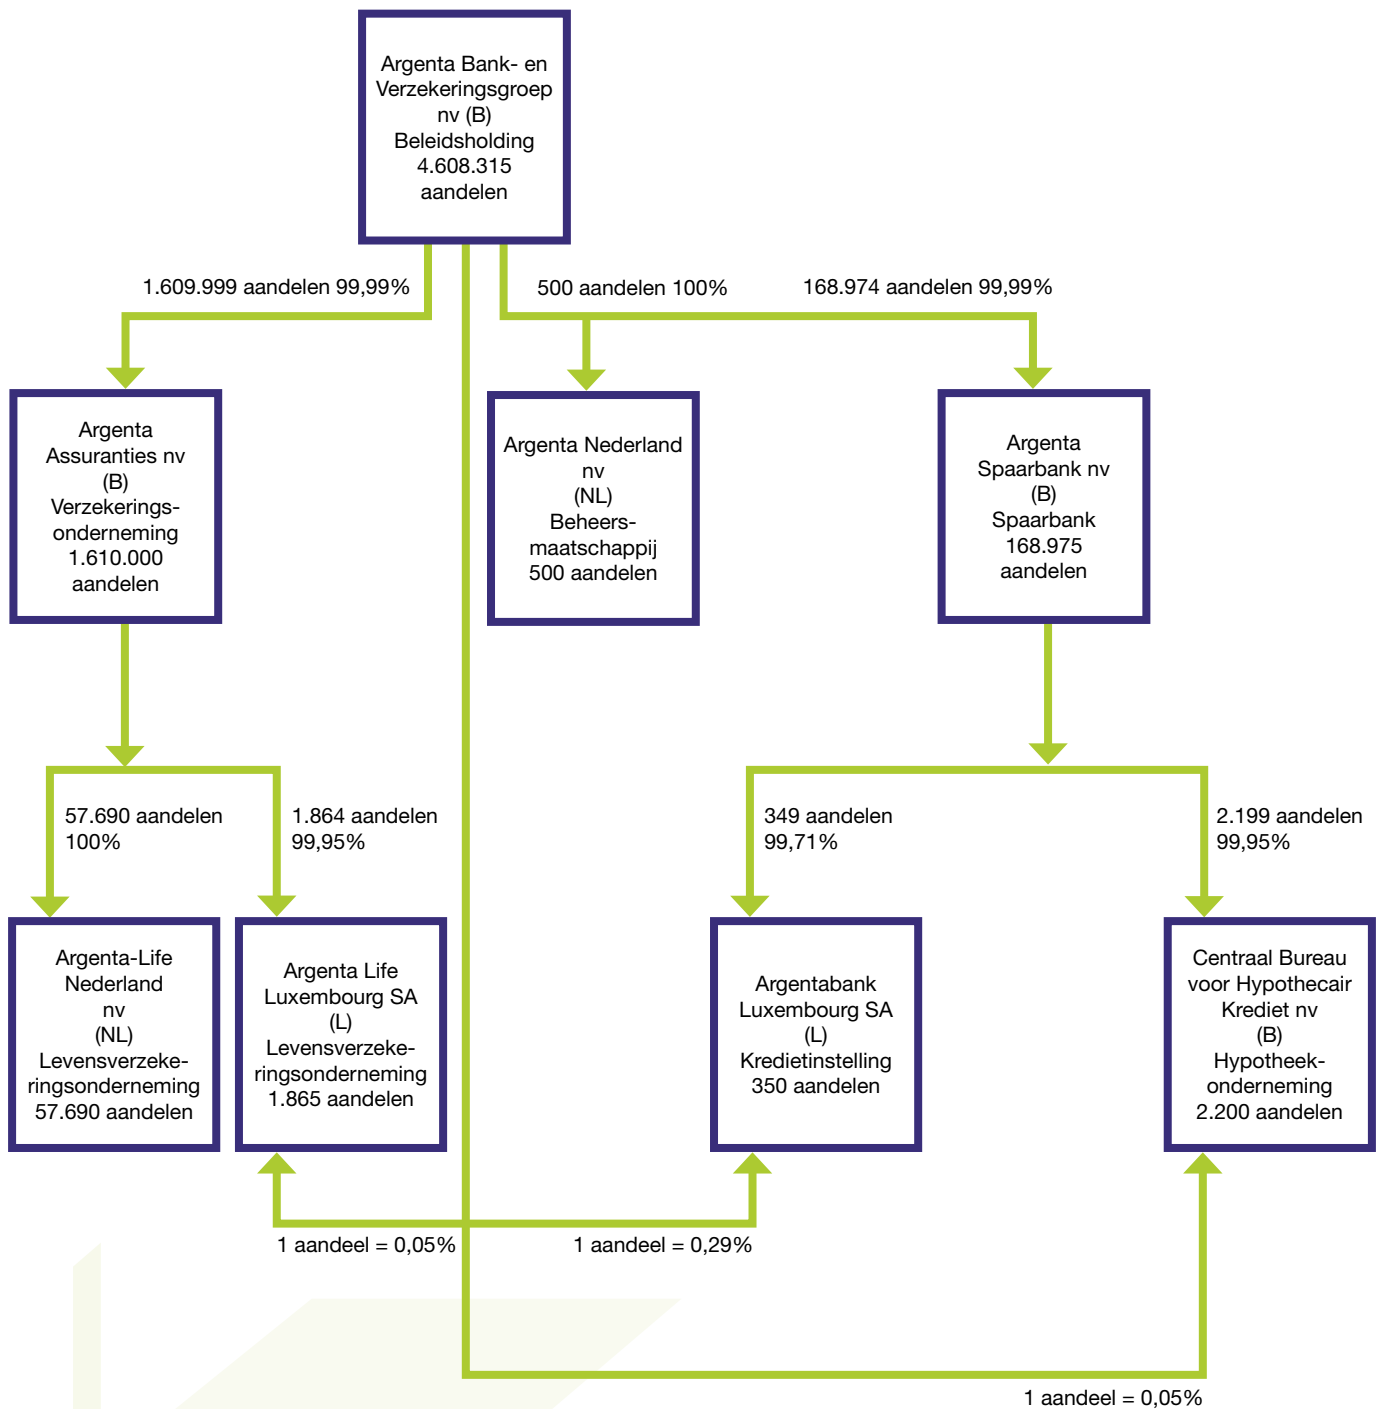 Argenta Bank- en
Verzekeringsgroep
nv (B)
Beleidsholding
4.608.315
aandelen
1.609.999 aandelen 99,99%
500 aandelen 100%
168.974 aandelen 99,99%
Argenta
Assuranties nv
(B)
Verzekerings-
onderneming
1.610.000
aandelen
Argenta Nederland
nv
(NL)
Beheers-
maatschappij
500 aandelen
Argenta
Spaarbank nv
(B)
Spaarbank
168.975
aandelen
57.690 aandelen
100%
1.864 aandelen
99,95%
349 aandelen
99,71%
2.199 aandelen
99,95%
Argenta-Life
Nederland
nv
(NL)
Levensverzeke-
ringsonderneming
57.690 aandelen
Argenta Life
Luxembourg SA
(L)
Levensverzeke-
ringsonderneming
1.865 aandelen
Argentabank
Luxembourg SA
(L)
Kredietinstelling
350 aandelen
Centraal Bureau
voor Hypothecair
Krediet nv
(B)
Hypotheek-
onderneming
2.200 aandelen
1 aandeel = 0,05%
1 aandeel = 0,29%
1 aandeel = 0,05%